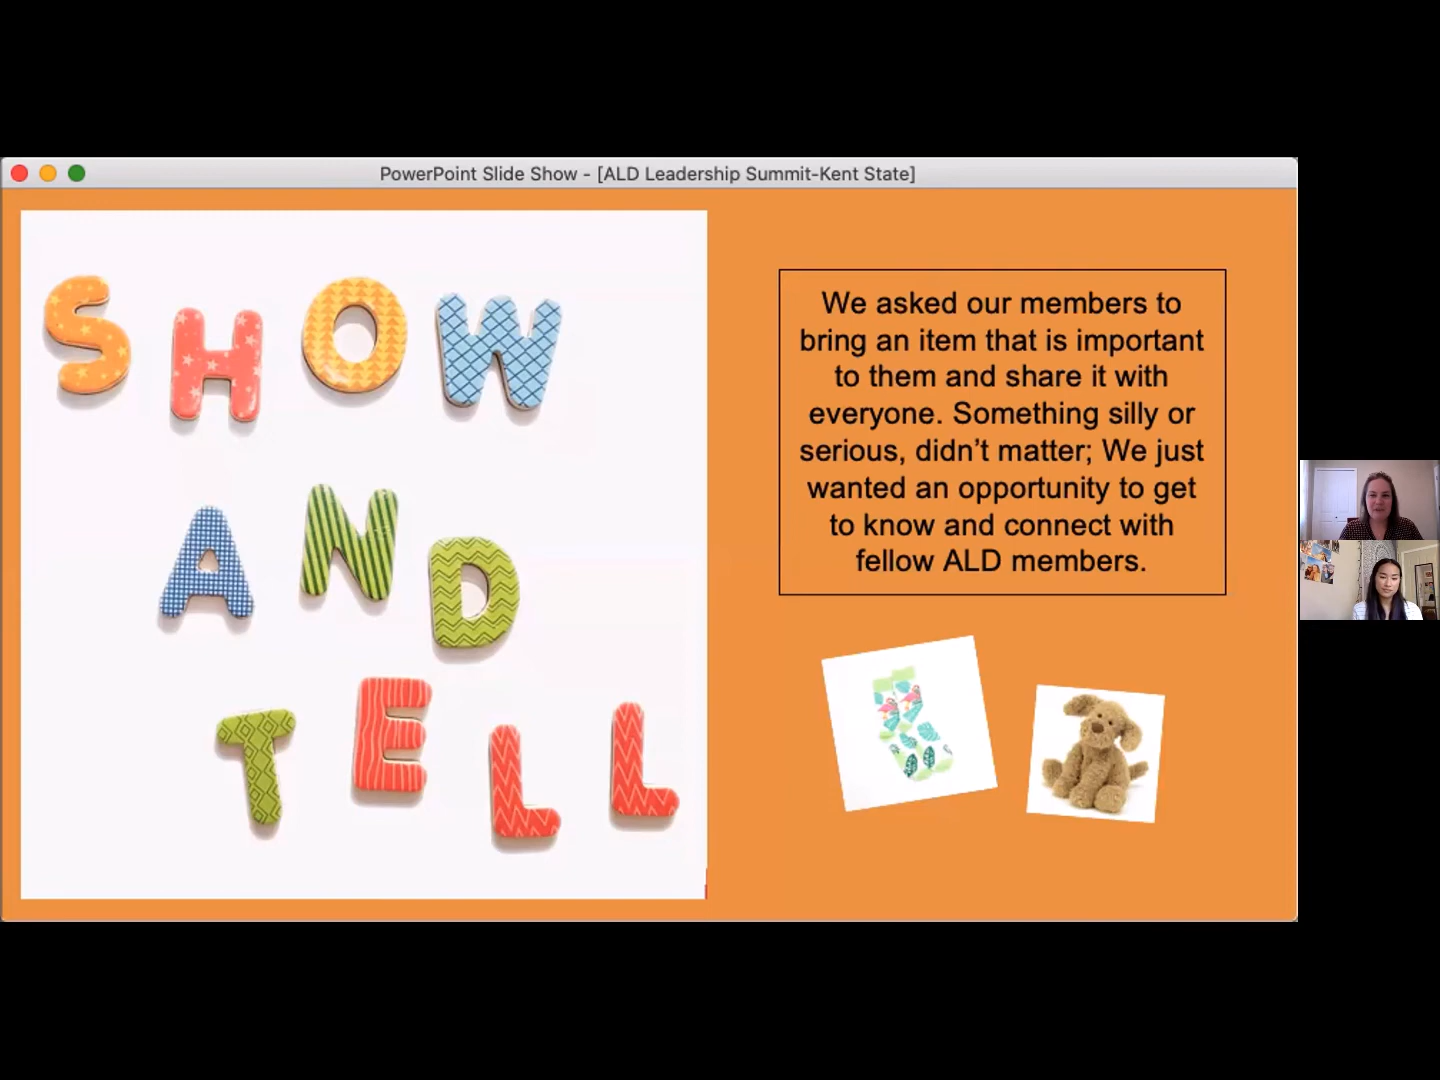 PowerPoint Slide Show - [ALD Leadership Summit-Kent State]
SHOW
AND
TELL
We asked our members to
bring an item that is important
to them and share it with
everyone. Something silly or
serious, didn't matter; We just
wanted an opportunity to get
to know and connect with
fellow ALD members.